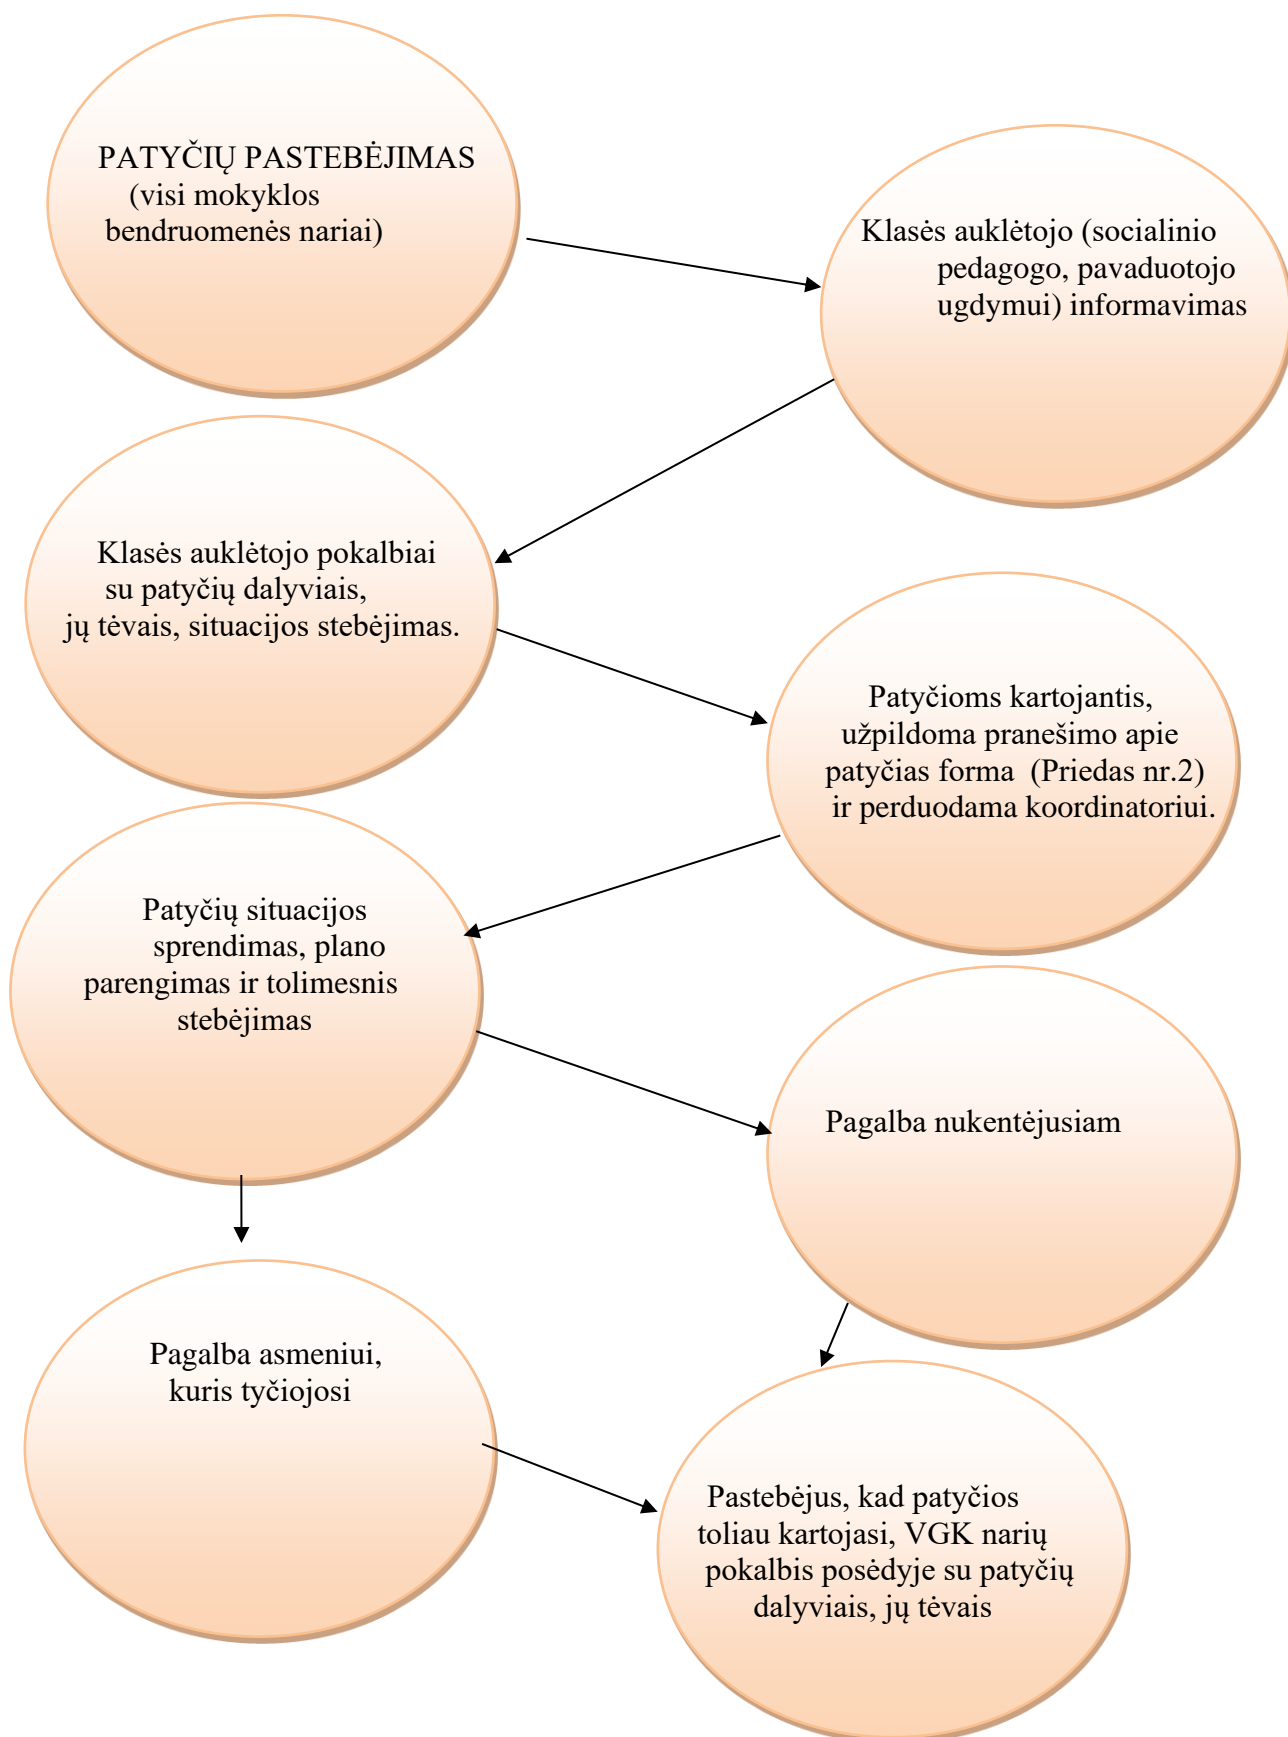 PATYČIŲ PASTEBĖJIMAS
(visi mokyklos
bendruomenės nariai)
Klasės auklėtojo (socialinio
pedagogo, pavaduotojo
ugdymui) informavimas
Klasės auklėtojo pokalbiai
su patyčių dalyviais,
jų tėvais, situacijos stebėjimas.
Patyčioms kartojantis,
užpildoma pranešimo apie
patyčias forma (Priedas nr.2)
ir perduodama koordinatoriui.
Patyčių situacijos
sprendimas, plano
parengimas ir tolimesnis
stebėjimas
Pagalba nukentėjusiam
Pagalba asmeniui,
kuris tyčiojosi
Pastebėjus, kad patyčios
toliau kartojasi, VGK narių
pokalbis posėdyje su patyčių
dalyviais, jų tėvais